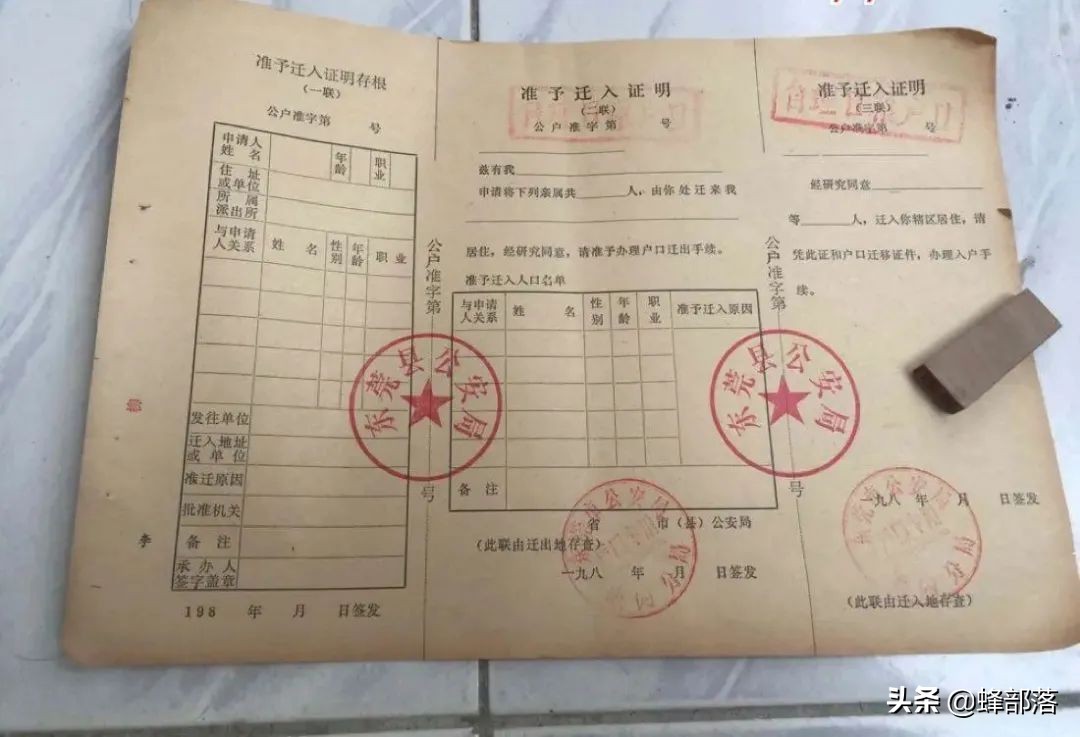 准予迁入证明存根
（一联）
公户准字第　　号
申请人姓名　年龄　职业
住址或单位
所属派出所
与申请人关系　姓名　性别　年龄　职业
发往单位
迁入地址或单位
准迁原因
批准机关
备注
承办人签字盖章
198　年　月　日签发
李
公户准字第　　号
东莞县公安局
准予迁入证明
（二联）
公户准字第　　号
兹有我
申请将下列亲属共　　人，由你处迁来我
居住，经研究同意，请准予办理户口迁出手续。
准予迁入人口名单
与申请人关系　姓名　性别　年龄　职业　准予迁入原因
备注
省　　市（县）公安局
（此联由迁出地存查）
一九八　年　月　日签发
市公安局
分局
公户准字第　　号
东莞县公安局
准予迁入证明
（三联）
公户准字第　　号
经研究同意
等　　人，迁入你辖区居住，请
凭此证和户口迁移证件，办理入户手
续。
一九八　年　月　日签发
公安局
分局
（此联由迁入地存查）
头条 @蜂部落